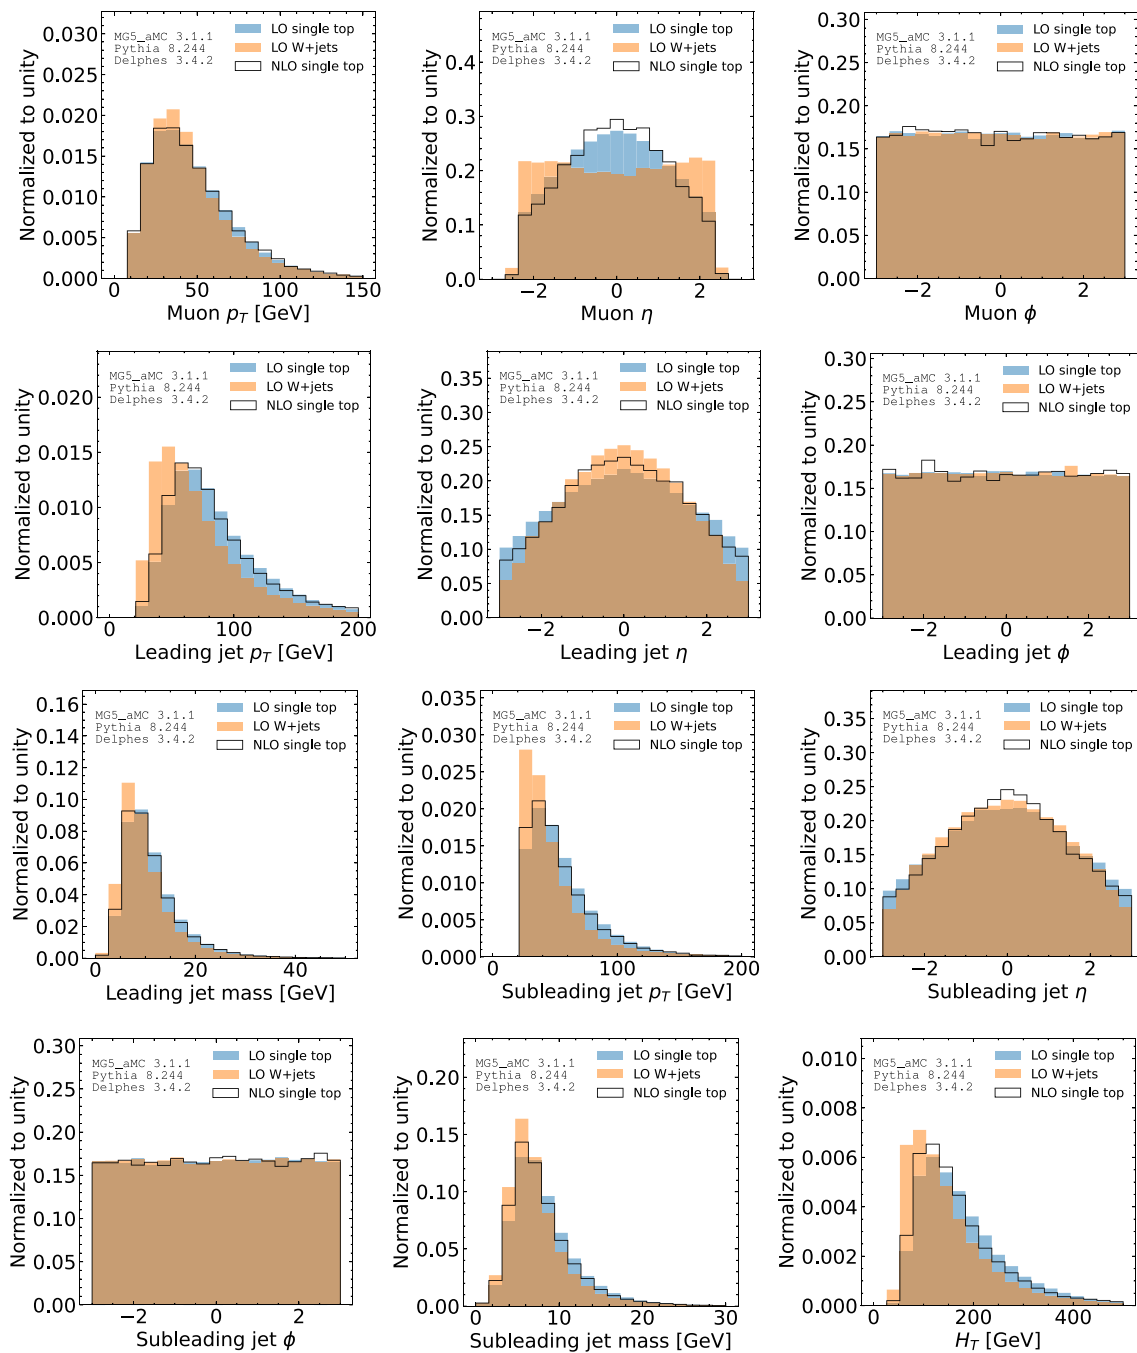 Normalized to unity
0.030
0.025
0.020
0.015
0.010
0.005
0.000
MG5_aMC 3.1.1
Pythia 8.244
Delphes 3.4.2
LO single top
LO W+jets
NLO single top
0 50 100 150
Muon p_T [GeV]
Normalized to unity
0.4
0.3
0.2
0.1
0.0
MG5_aMC 3.1.1
Pythia 8.244
Delphes 3.4.2
LO single top
LO W+jets
NLO single top
−2 0 2
Muon η
Normalized to unity
0.30
0.25
0.20
0.15
0.10
0.05
0.00
MG5_aMC 3.1.1
Pythia 8.244
Delphes 3.4.2
LO single top
LO W+jets
NLO single top
−2 0 2
Muon ϕ
Normalized to unity
0.020
0.015
0.010
0.005
0.000
MG5_aMC 3.1.1
Pythia 8.244
Delphes 3.4.2
LO single top
LO W+jets
NLO single top
0 100 200
Leading jet p_T [GeV]
Normalized to unity
0.35
0.30
0.25
0.20
0.15
0.10
0.05
0.00
MG5_aMC 3.1.1
Pythia 8.244
Delphes 3.4.2
LO single top
LO W+jets
NLO single top
−2 0 2
Leading jet η
Normalized to unity
0.30
0.25
0.20
0.15
0.10
0.05
0.00
MG5_aMC 3.1.1
Pythia 8.244
Delphes 3.4.2
LO single top
LO W+jets
NLO single top
−2 0 2
Leading jet ϕ
Normalized to unity
0.16
0.14
0.12
0.10
0.08
0.06
0.04
0.02
0.00
MG5_aMC 3.1.1
Pythia 8.244
Delphes 3.4.2
LO single top
LO W+jets
NLO single top
0 20 40
Leading jet mass [GeV]
Normalized to unity
0.035
0.030
0.025
0.020
0.015
0.010
0.005
0.000
MG5_aMC 3.1.1
Pythia 8.244
Delphes 3.4.2
LO single top
LO W+jets
NLO single top
0 100 200
Subleading jet p_T [GeV]
Normalized to unity
0.35
0.30
0.25
0.20
0.15
0.10
0.05
0.00
MG5_aMC 3.1.1
Pythia 8.244
Delphes 3.4.2
LO single top
LO W+jets
NLO single top
−2 0 2
Subleading jet η
Normalized to unity
0.30
0.25
0.20
0.15
0.10
0.05
0.00
MG5_aMC 3.1.1
Pythia 8.244
Delphes 3.4.2
LO single top
LO W+jets
NLO single top
−2 0 2
Subleading jet ϕ
Normalized to unity
0.20
0.15
0.10
0.05
0.00
MG5_aMC 3.1.1
Pythia 8.244
Delphes 3.4.2
LO single top
LO W+jets
NLO single top
0 10 20 30
Subleading jet mass [GeV]
Normalized to unity
0.010
0.008
0.006
0.004
0.002
0.000
MG5_aMC 3.1.1
Pythia 8.244
Delphes 3.4.2
LO single top
LO W+jets
NLO single top
0 200 400
H_T [GeV]